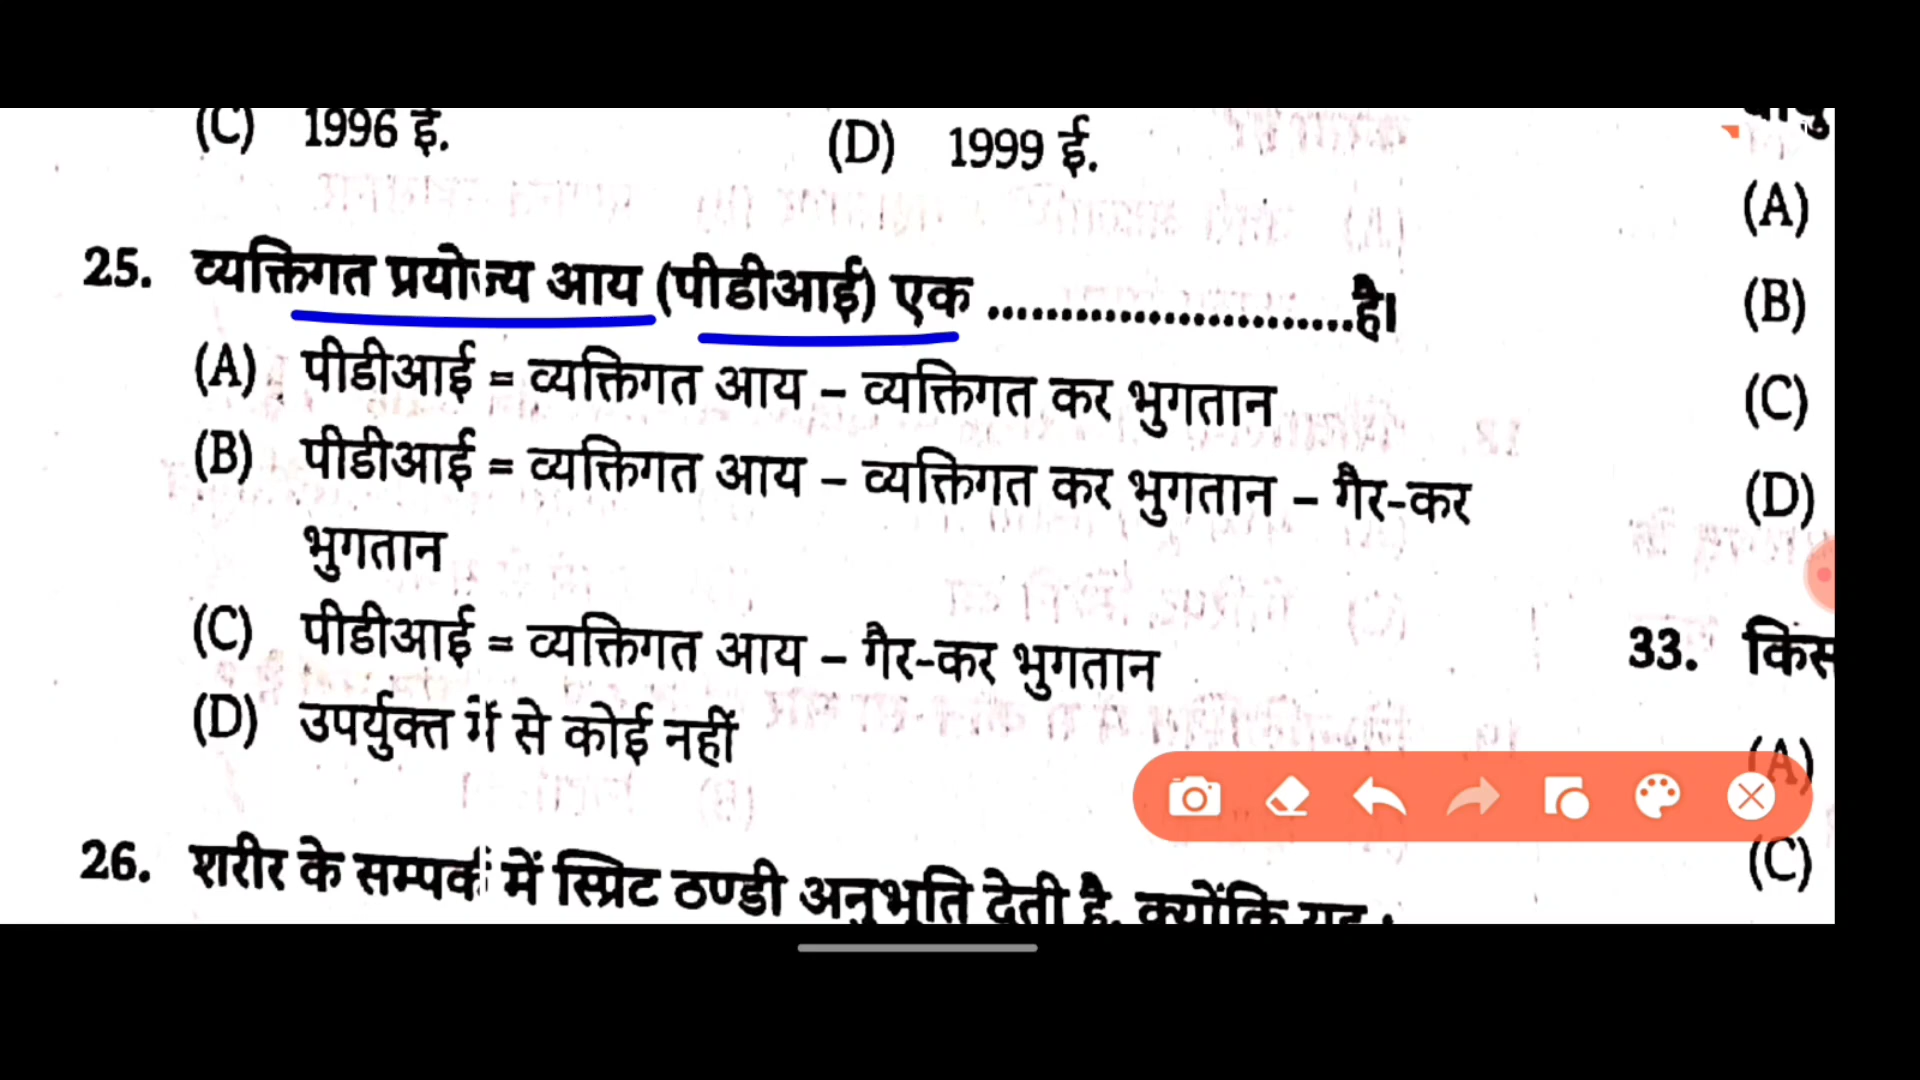 (C) 1996 ई.
(D) 1999 ई.
25. व्यक्तिगत प्रयोज्य आय (पीडीआई) एक ..........................है।
(A) पीडीआई = व्यक्तिगत आय – व्यक्तिगत कर भुगतान
(B) पीडीआई = व्यक्तिगत आय – व्यक्तिगत कर भुगतान – गैर-कर
भुगतान
(C) पीडीआई = व्यक्तिगत आय – गैर-कर भुगतान
(D) उपर्युक्त में से कोई नहीं
26. शरीर के सम्पर्क में स्प्रिट ठण्डी अनुभूति देती है, क्योंकि यह :
(A)
(B)
(C)
(D)
33. किस
(A)
(C)